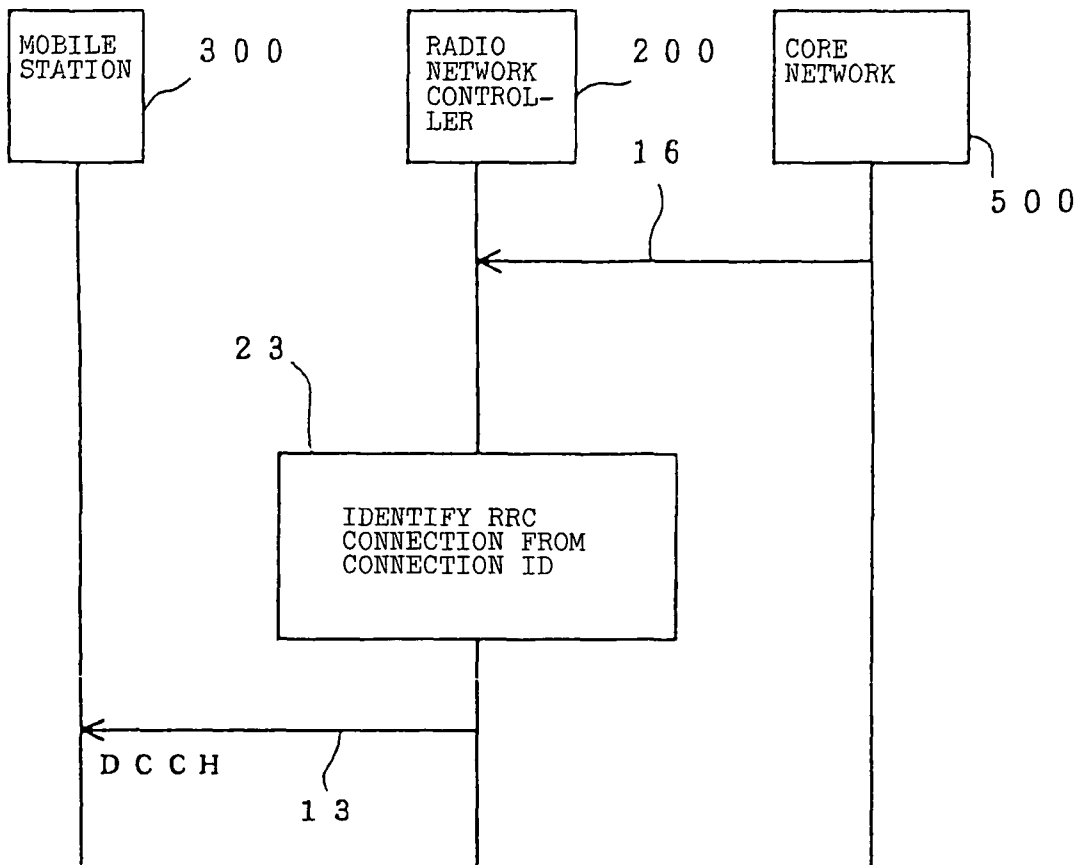 MOBILE
STATION
300
RADIO
NETWORK
CONTROL-
LER
200
CORE
NETWORK
500
16
23
IDENTIFY RRC
CONNECTION FROM
CONNECTION ID
DCCH
13